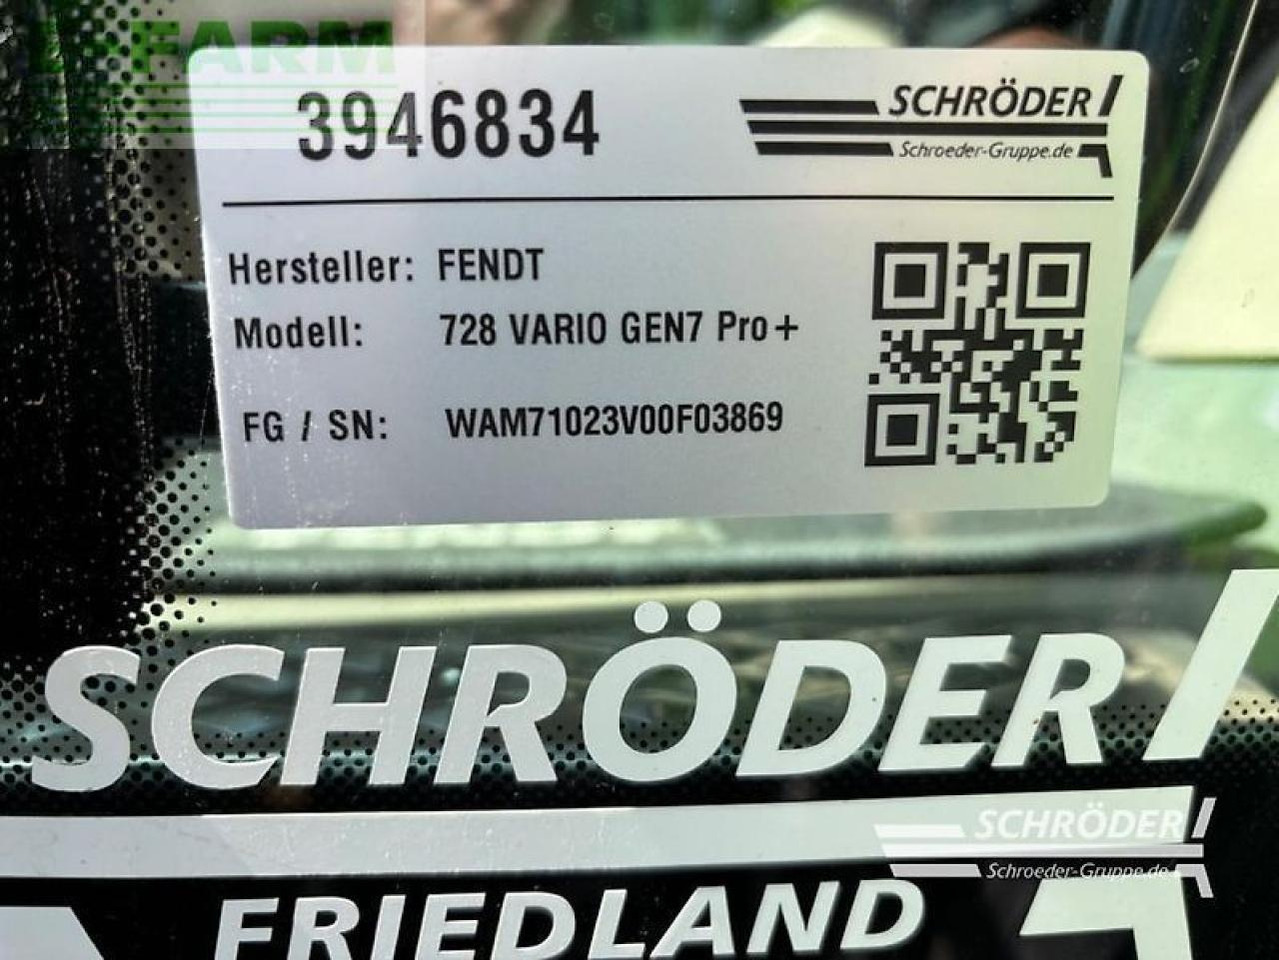 FARM
3946834
SCHRÖDER
Schroeder-Gruppe.de
Hersteller: FENDT
Modell: 728 VARIO GEN7 Pro+
FG / SN: WAM71023V00F03869
SCHRÖDER
SCHRÖDER
Schroeder-Gruppe.de
FRIEDLAND